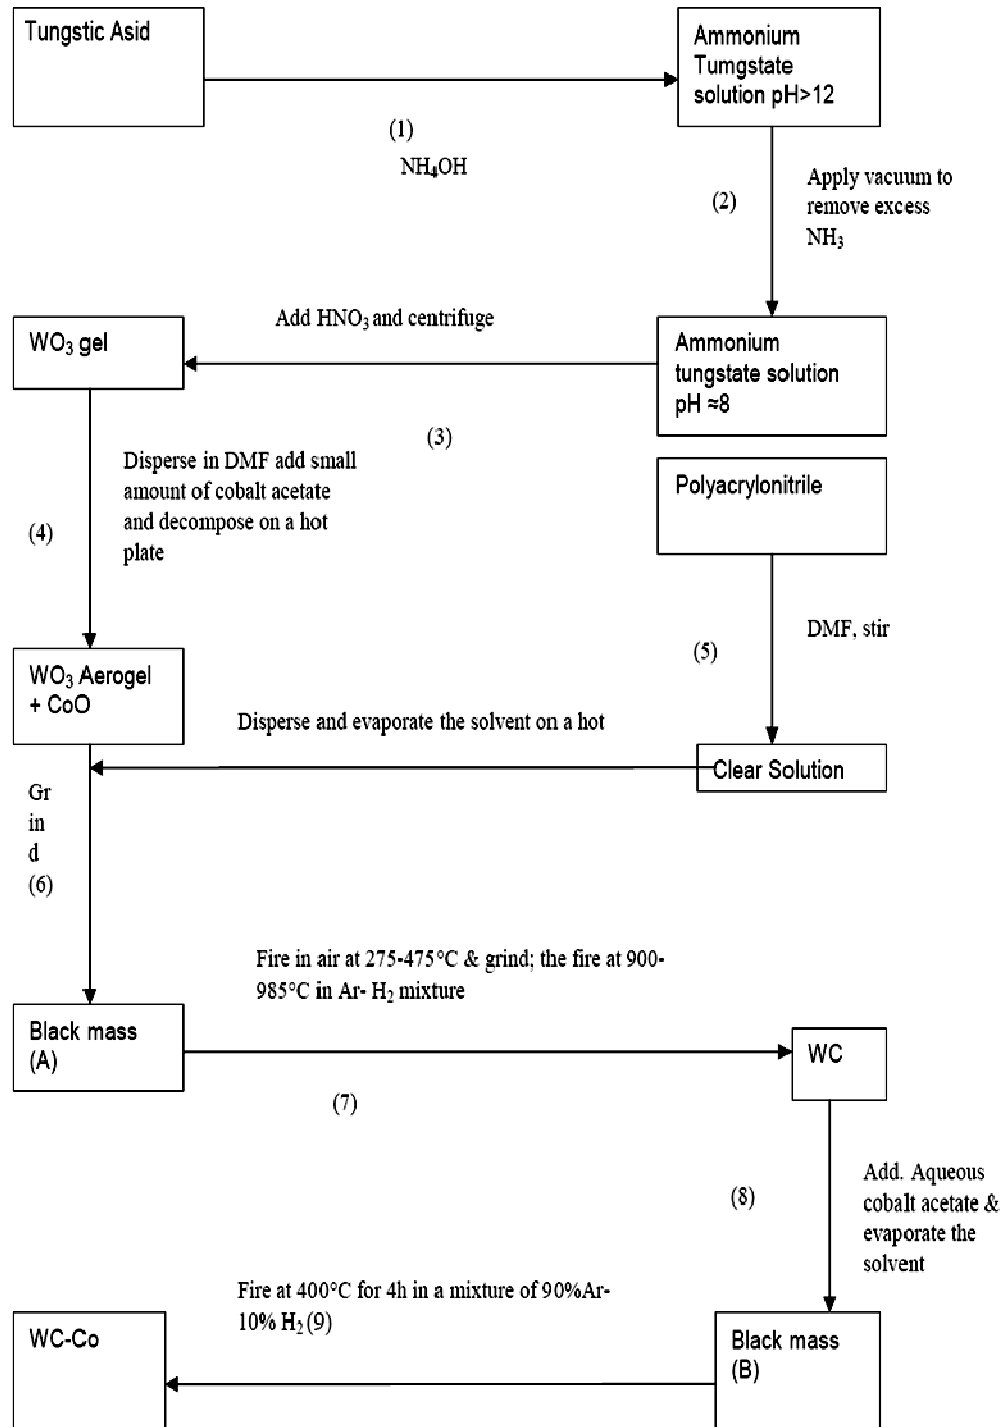 Tungstic Asid
Ammonium
Tumgstate
solution pH>12
(1)
NH₄OH
(2)
Apply vacuum to
remove excess
NH₃
Add HNO₃ and centrifuge
WO₃ gel
Ammonium
tungstate solution
pH ≈8
(3)
Disperse in DMF add small
amount of cobalt acetate
and decompose on a hot
plate
(4)
Polyacrylonitrile
DMF, stir
(5)
WO₃ Aerogel
+ CoO
Disperse and evaporate the solvent on a hot
Clear Solution
Gr
in
d
(6)
Fire in air at 275-475°C & grind; the fire at 900-
985°C in Ar- H₂ mixture
Black mass
(A)
WC
(7)
(8)
Add. Aqueous
cobalt acetate &
evaporate the
solvent
Fire at 400°C for 4h in a mixture of 90%Ar-
10% H₂ (9)
WC-Co
Black mass
(B)